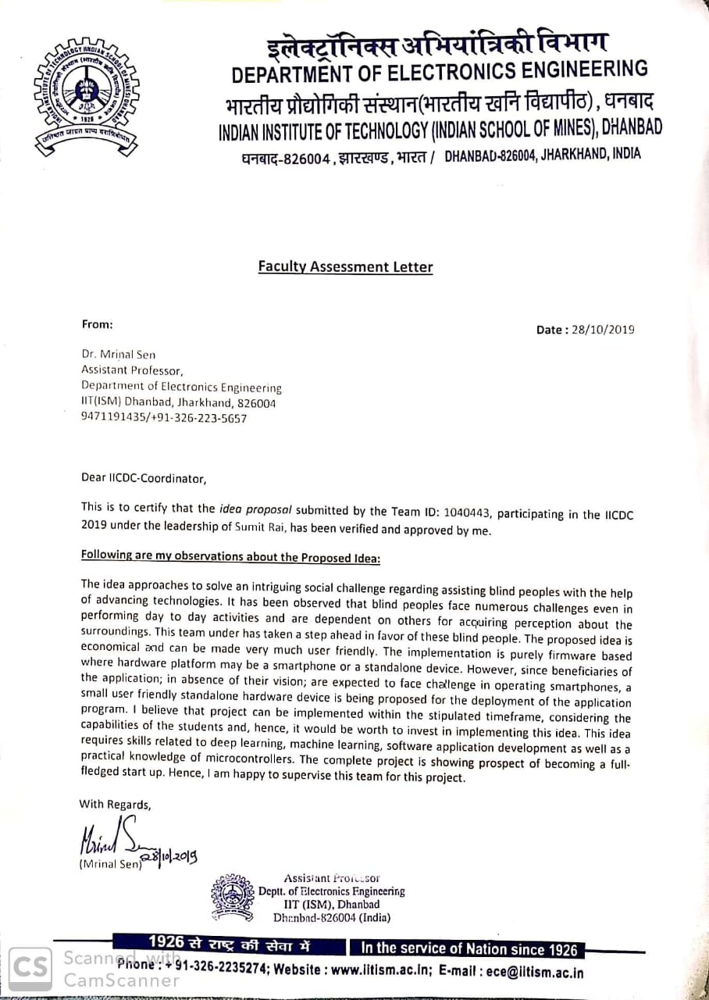 इलेक्ट्रॉनिक्स अभियांत्रिकी विभाग
DEPARTMENT OF ELECTRONICS ENGINEERING
भारतीय प्रौद्योगिकी संस्थान(भारतीय खनि विद्यापीठ), धनबाद
INDIAN INSTITUTE OF TECHNOLOGY (INDIAN SCHOOL OF MINES), DHANBAD
धनबाद-826004, झारखण्ड, भारत / DHANBAD-826004, JHARKHAND, INDIA
INDIAN INSTITUTE OF TECHNOLOGY (INDIAN SCHOOL OF MINES) DHANBAD
1926
Faculty Assessment Letter
From:
Date : 28/10/2019
Dr. Mrinal Sen
Assistant Professor,
Department of Electronics Engineering
IIT(ISM) Dhanbad, Jharkhand, 826004
9471191435/+91-326-223-5657
Dear IICDC-Coordinator,
This is to certify that the idea proposal submitted by the Team ID: 1040443, participating in the IICDC
2019 under the leadership of Sumit Rai, has been verified and approved by me.
Following are my observations about the Proposed Idea:
The idea approaches to solve an intriguing social challenge regarding assisting blind peoples with the help
of advancing technologies. It has been observed that blind peoples face numerous challenges even in
performing day to day activities and are dependent on others for acquiring perception about the
surroundings. This team under has taken a step ahead in favor of these blind people. The proposed idea is
economical and can be made very much user friendly. The implementation is purely firmware based
where hardware platform may be a smartphone or a standalone device. However, since beneficiaries of
the application; in absence of their vision; are expected to face challenge in operating smartphones, a
small user friendly standalone hardware device is being proposed for the deployment of the application
program. I believe that project can be implemented within the stipulated timeframe, considering the
capabilities of the students and, hence, it would be worth to invest in implementing this idea. This idea
requires skills related to deep learning, machine learning, software application development as well as a
practical knowledge of microcontrollers. The complete project is showing prospect of becoming a full-
fledged start up. Hence, I am happy to supervise this team for this project.
With Regards,
Mrinal Sen
28/10/2019
(Mrinal Sen)
Assistant Professor
Deptt. of Electronics Engineering
IIT (ISM), Dhanbad
Dhanbad-826004 (India)
1926 से राष्ट्र की सेवा में In the service of Nation since 1926
Phone : + 91-326-2235274; Website : www.iitism.ac.in; E-mail : ece@iitism.ac.in
CS Scanned with
CamScanner